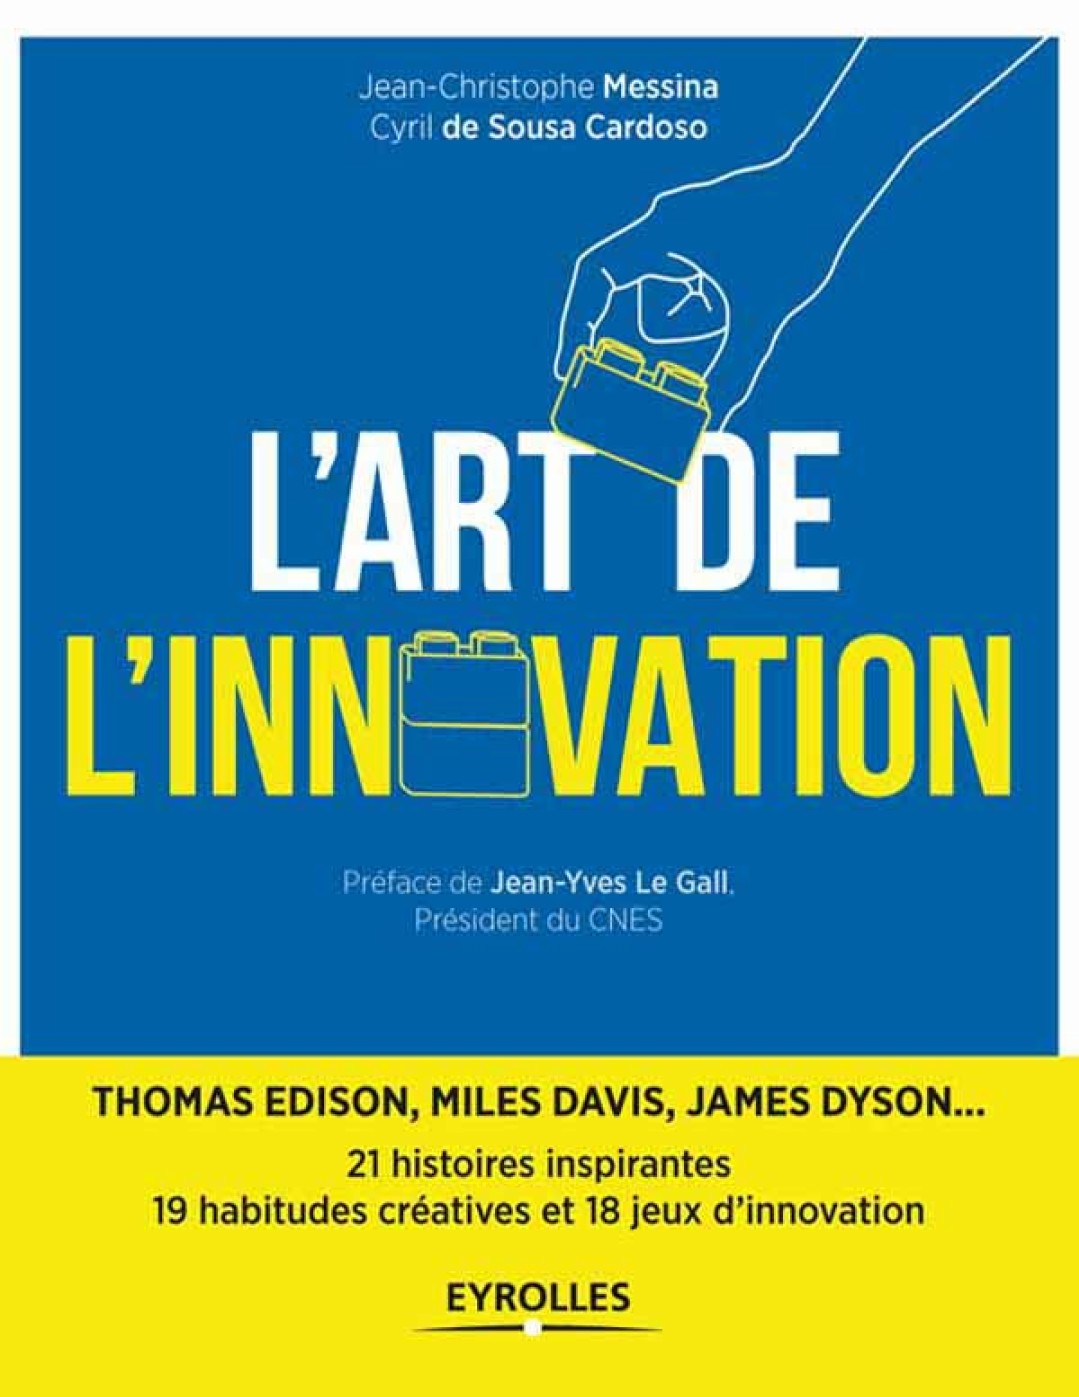 Jean-Christophe Messina
Cyril de Sousa Cardoso
L'ART DE
L'INNOVATION
Préface de Jean-Yves Le Gall,
Président du CNES
THOMAS EDISON, MILES DAVIS, JAMES DYSON...
21 histoires inspirantes
19 habitudes créatives et 18 jeux d'innovation
EYROLLES